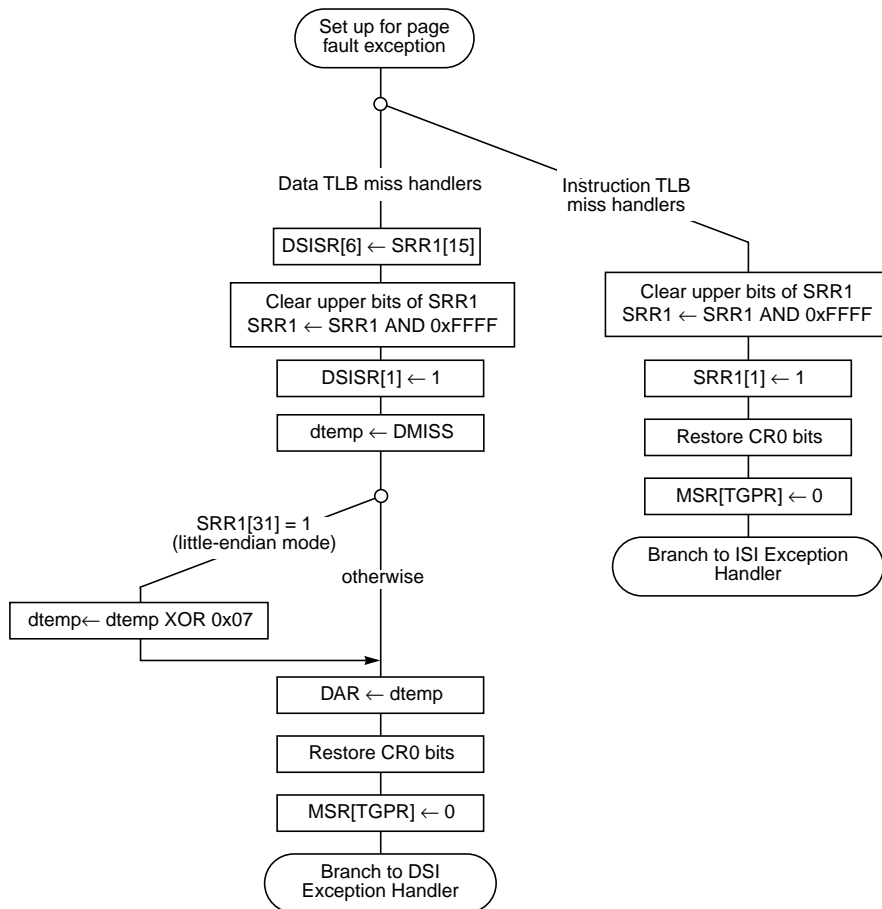 Set up for page
fault exception
Data TLB miss handlers
Instruction TLB
miss handlers
DSISR[6] ← SRR1[15]
Clear upper bits of SRR1
SRR1 ← SRR1 AND 0xFFFF
DSISR[1] ← 1
dtemp ← DMISS
Clear upper bits of SRR1
SRR1 ← SRR1 AND 0xFFFF
SRR1[1] ← 1
Restore CR0 bits
MSR[TGPR] ← 0
Branch to ISI Exception
Handler
SRR1[31] = 1
(little-endian mode)
otherwise
dtemp← dtemp XOR 0x07
DAR ← dtemp
Restore CR0 bits
MSR[TGPR] ← 0
Branch to DSI
Exception Handler